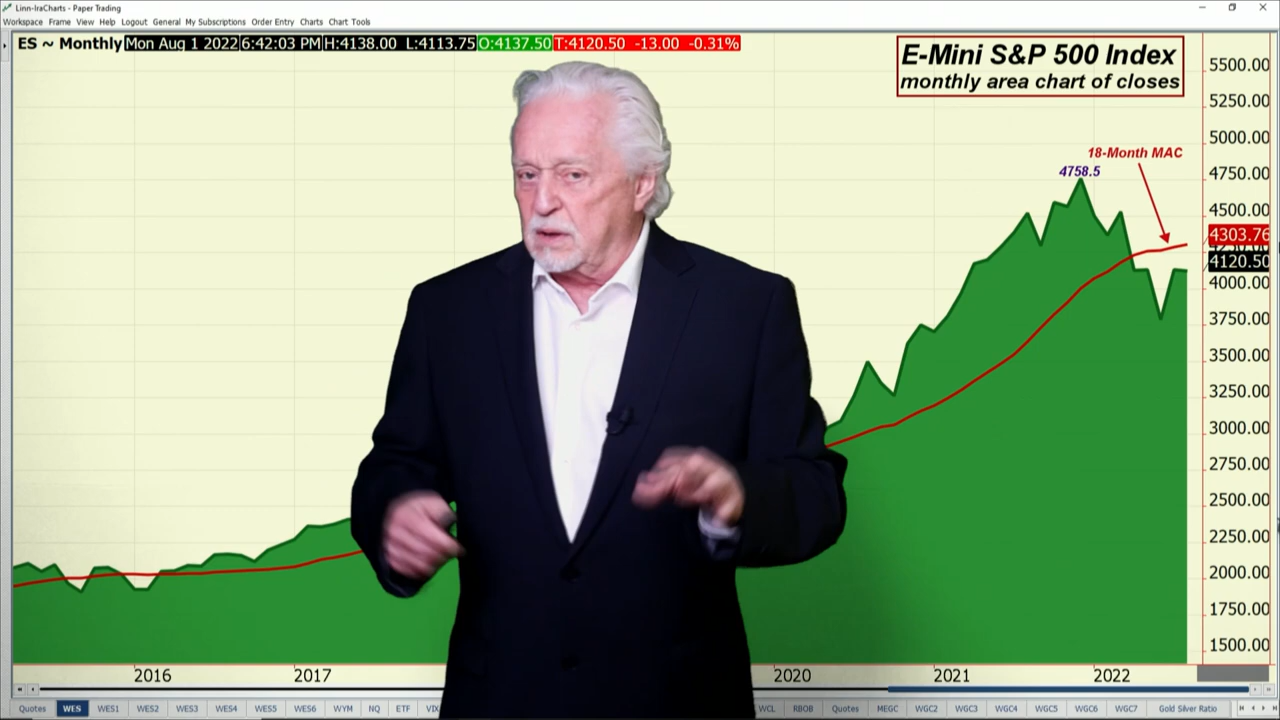 Linn-IraCharts - Paper Trading
Workspace Frame View Help Logout General My Subscriptions Order Entry Charts Chart Tools
ES ~ Monthly Mon Aug 1 2022 6:42:03 PM H:4138.00 L:4113.75 O:4137.50 T:4120.50 -13.00 -0.31%
E-Mini S&P 500 Index
monthly area chart of closes
5500.00
5250.00
5000.00
18-Month MAC
4758.5
4750.00
4500.00
4303.76
4250.00
4120.50
4000.00
3750.00
3500.00
3250.00
3000.00
2750.00
2500.00
2250.00
2000.00
1750.00
1500.00
2016 2017 2020 2021 2022
Quotes WES WES1 WES2 WES3 WES4 WES5 WES6 WYM NQ ETF VIX WCL RBOB Quotes MEGC WGC2 WGC3 WGC4 WGC5 WGC6 WGC7 Gold Silver Ratio